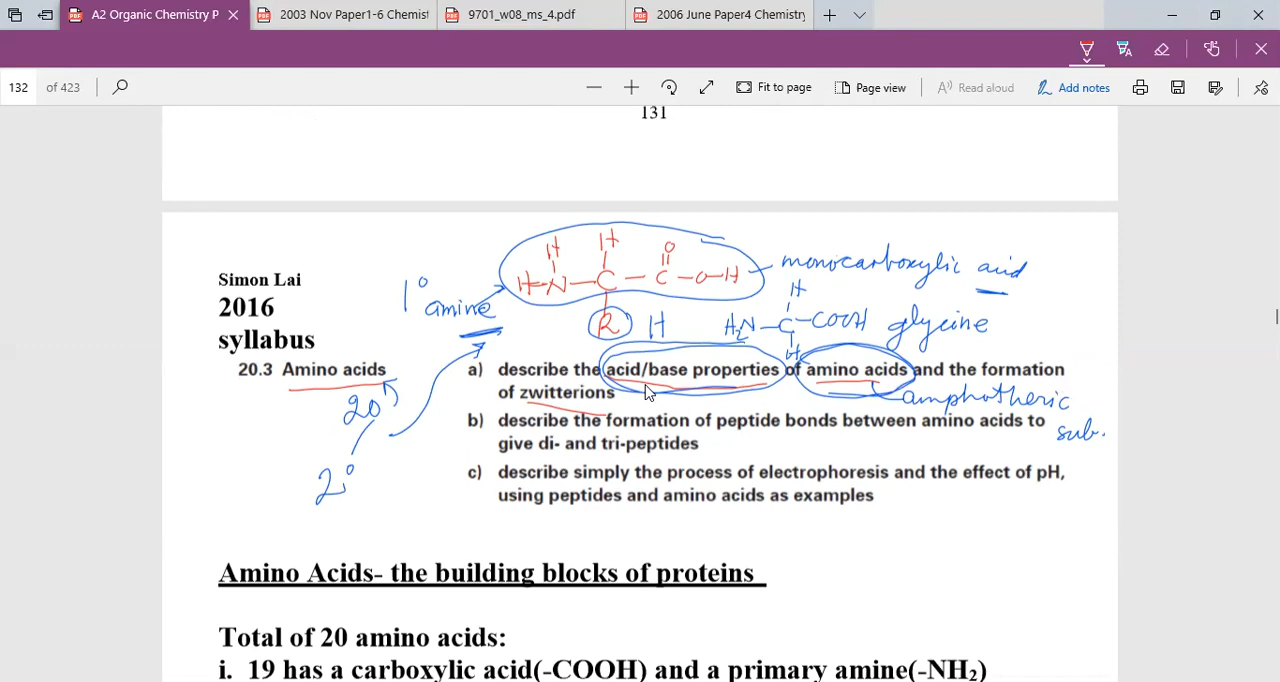 A2 Organic Chemistry P
2003 Nov Paper1-6 Chemist
9701_w08_ms_4.pdf
2006 June Paper4 Chemistry
132 of 423
Fit to page
Page view
Read aloud
Add notes
131
Simon Lai
2016
syllabus
H H O
H-N-C-C-O-H
R H
monocarboxylic acid
1° amine
H
H₂N-C-COOH glycine
H
20.3 Amino acids
a) describe the acid/base properties of amino acids and the formation
of zwitterions
amphotheric
sub.
20
2°
b) describe the formation of peptide bonds between amino acids to
give di- and tri-peptides
c) describe simply the process of electrophoresis and the effect of pH,
using peptides and amino acids as examples
Amino Acids- the building blocks of proteins
Total of 20 amino acids:
i. 19 has a carboxylic acid(-COOH) and a primary amine(-NH₂)